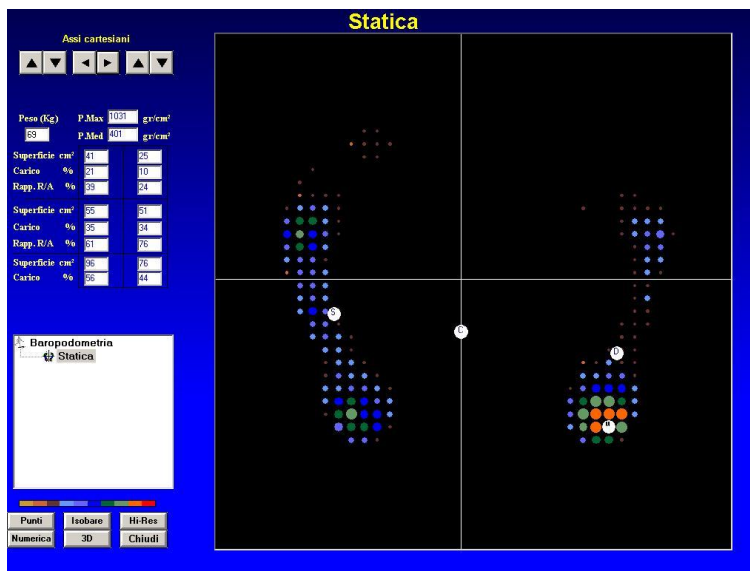 Statica
Assi cartesiani
Peso (Kg) P.Max 1031 gr/cm²
69 P.Med 401 gr/cm²
Superficie cm² 41 25
Carico % 21 10
Rapp. R/A % 39 24
Superficie cm² 55 51
Carico % 35 34
Rapp. R/A % 61 76
Superficie cm² 96 76
Carico % 56 44
S
C
D
M
Baropodometria
Statica
Punti Isobare Hi-Res
Numerica 3D Chiudi